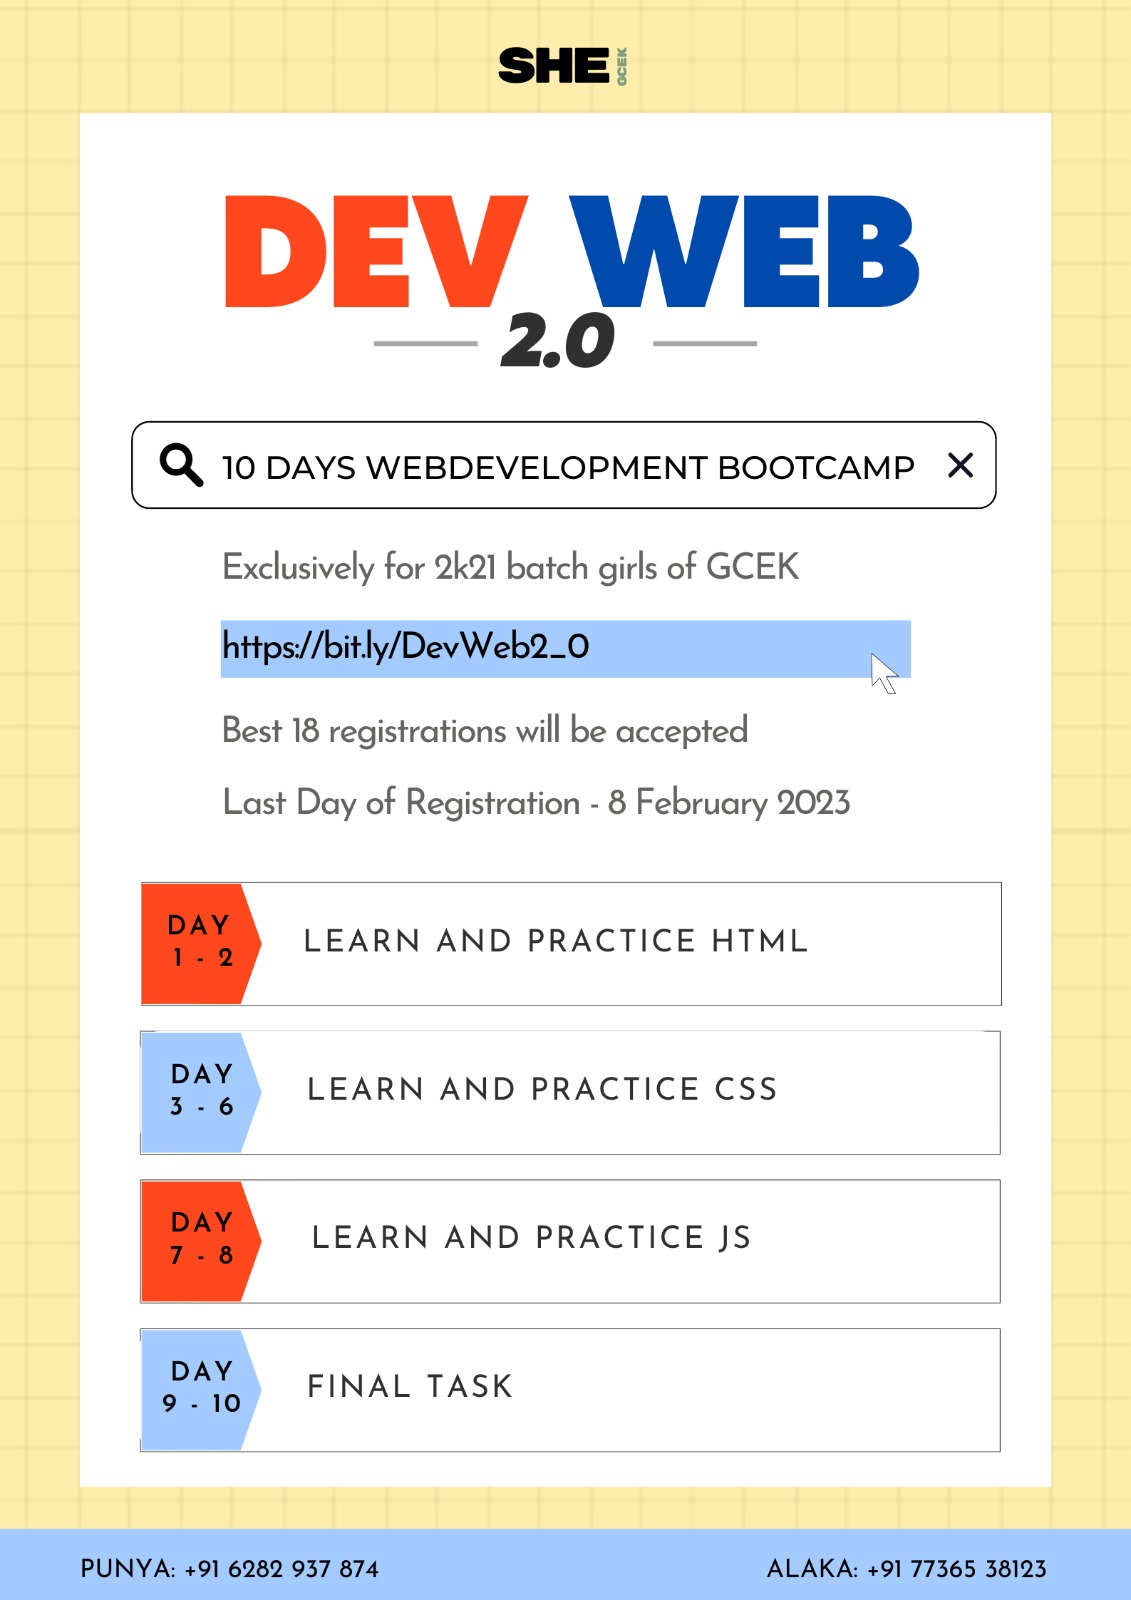 SHE GCEK
DEV WEB
2.0
10 DAYS WEBDEVELOPMENT BOOTCAMP
Exclusively for 2k21 batch girls of GCEK
https://bit.ly/DevWeb2_0
Best 18 registrations will be accepted
Last Day of Registration - 8 February 2023
DAY
1 - 2
LEARN AND PRACTICE HTML
DAY
3 - 6
LEARN AND PRACTICE CSS
DAY
7 - 8
LEARN AND PRACTICE JS
DAY
9 - 10
FINAL TASK
PUNYA: +91 6282 937 874
ALAKA: +91 77365 38123